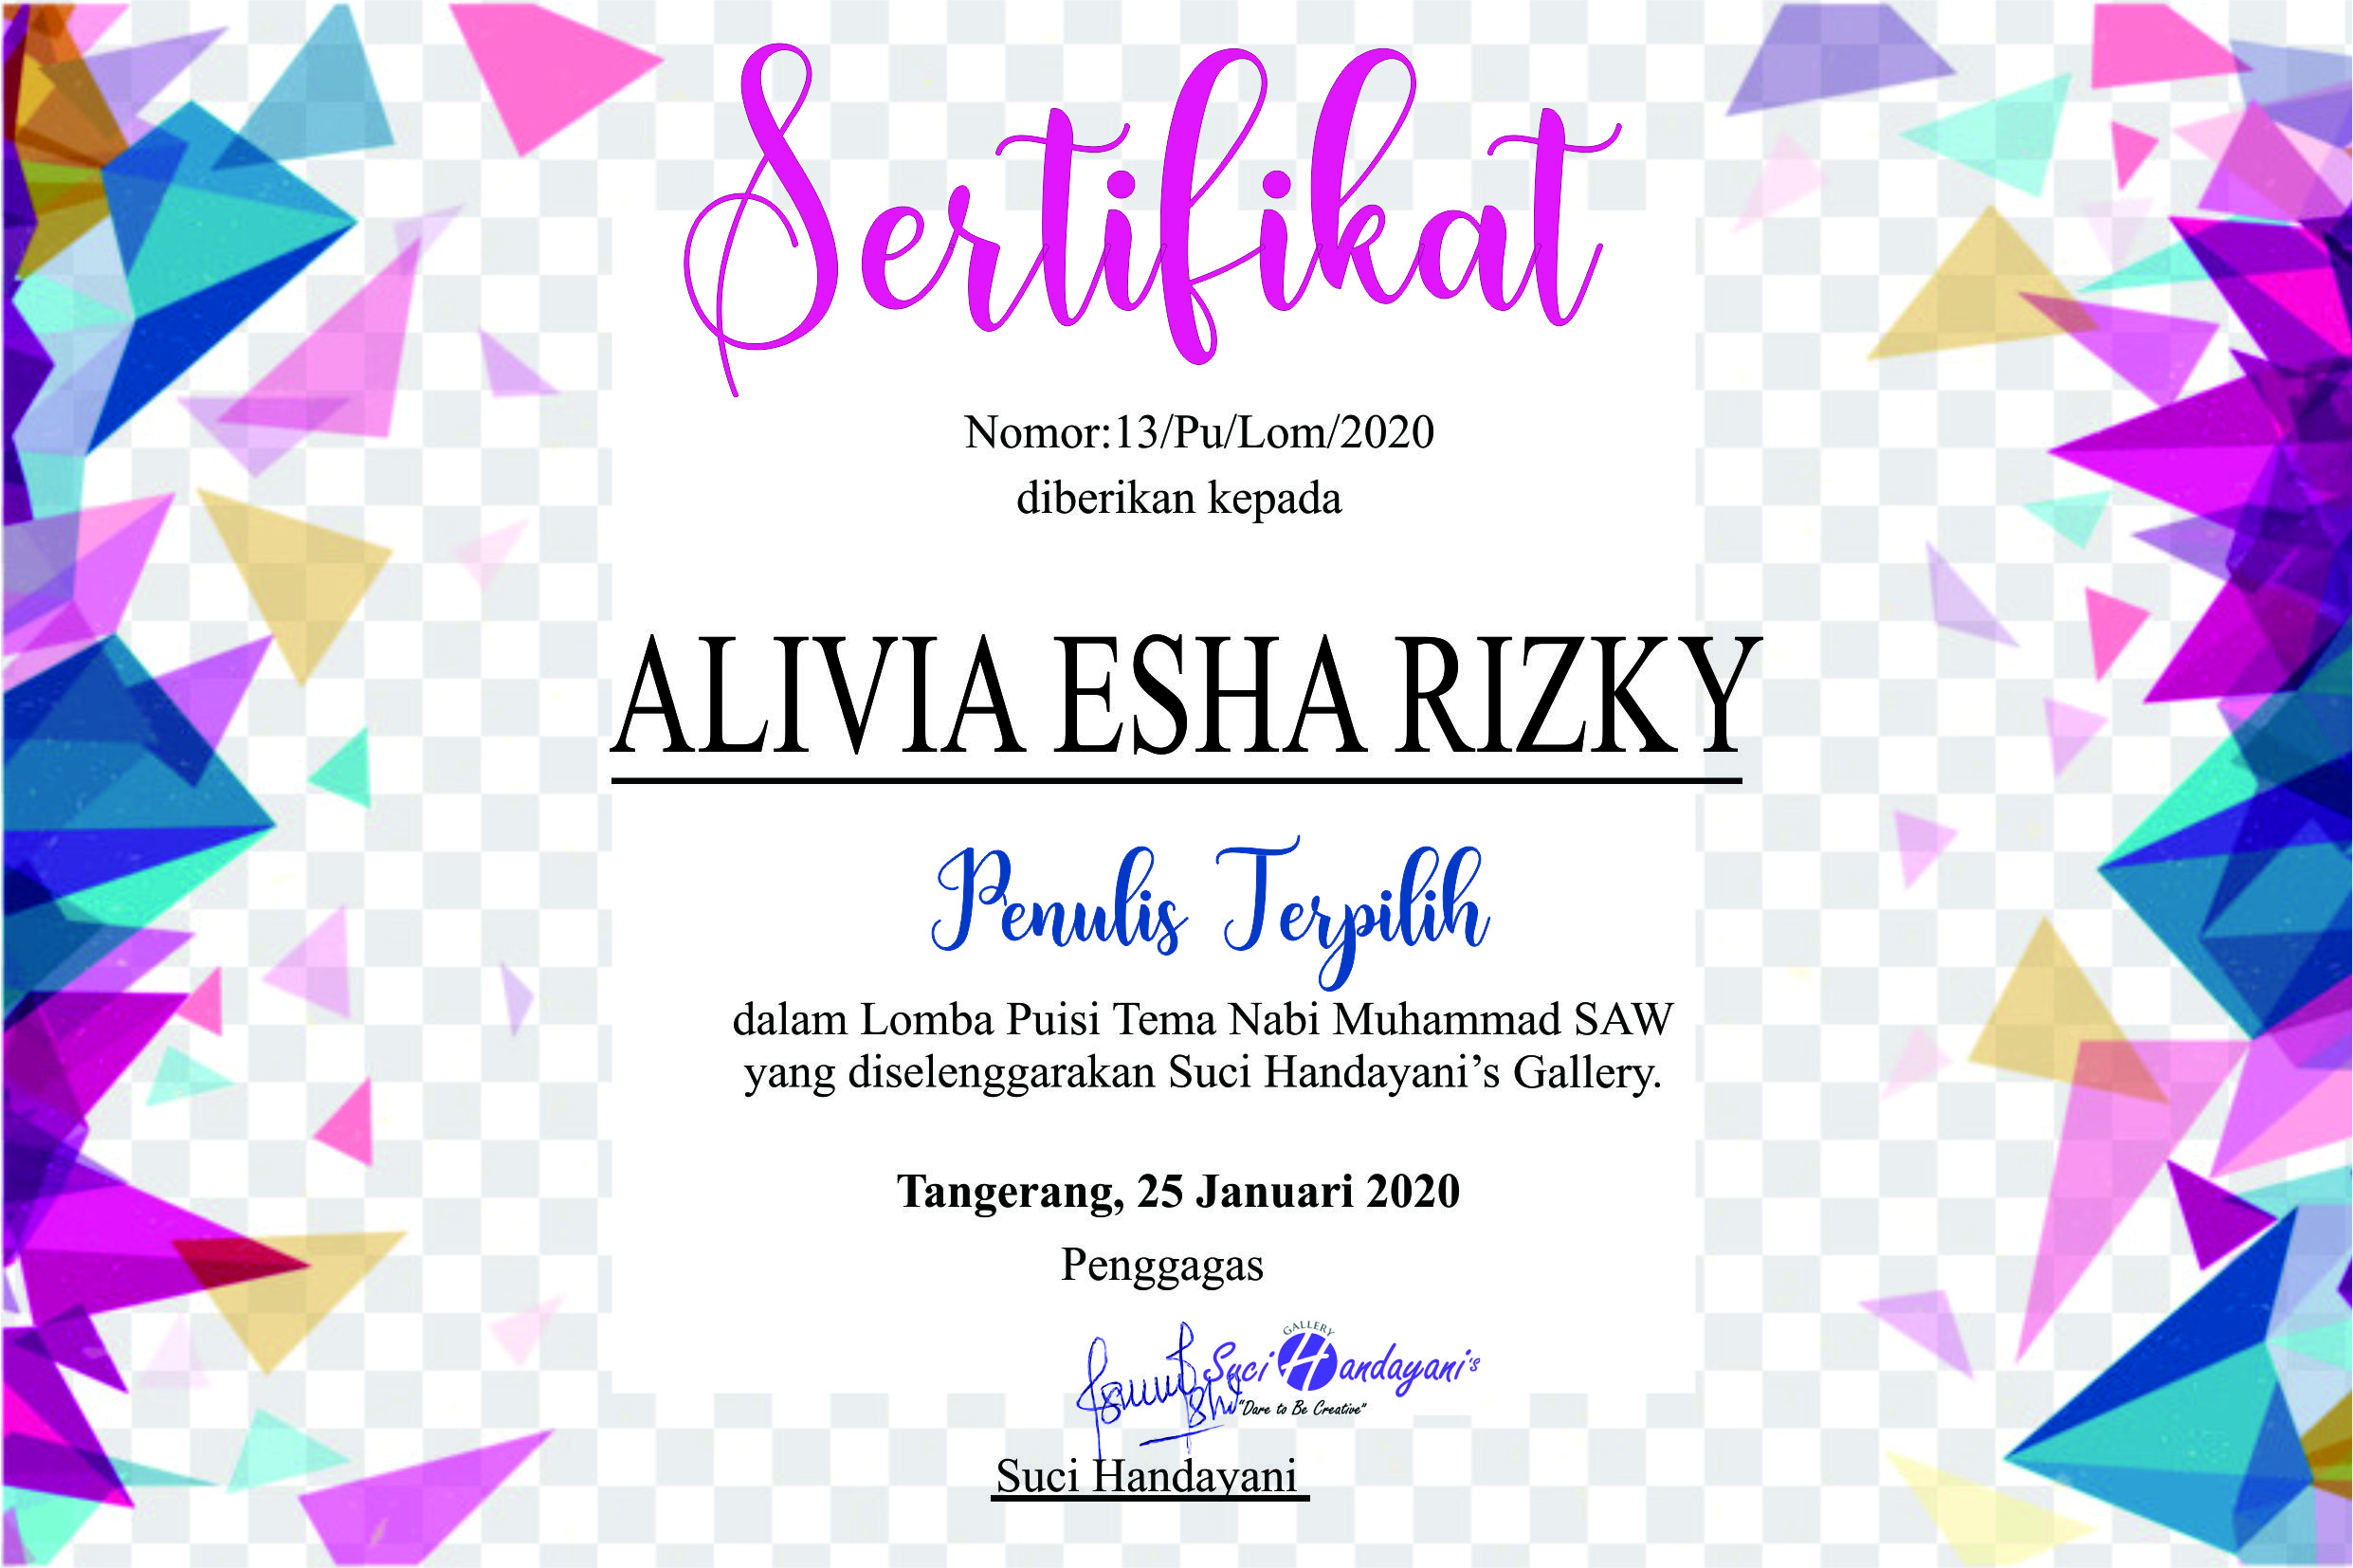 Sertifikat
Nomor:13/Pu/Lom/2020
diberikan kepada
ALIVIA ESHA RIZKY
Penulis Terpilih
dalam Lomba Puisi Tema Nabi Muhammad SAW
yang diselenggarakan Suci Handayani’s Gallery.
Tangerang, 25 Januari 2020
Penggagas
GALLERY
Suci Handayani's
"Dare to Be Creative"
Suci Handayani